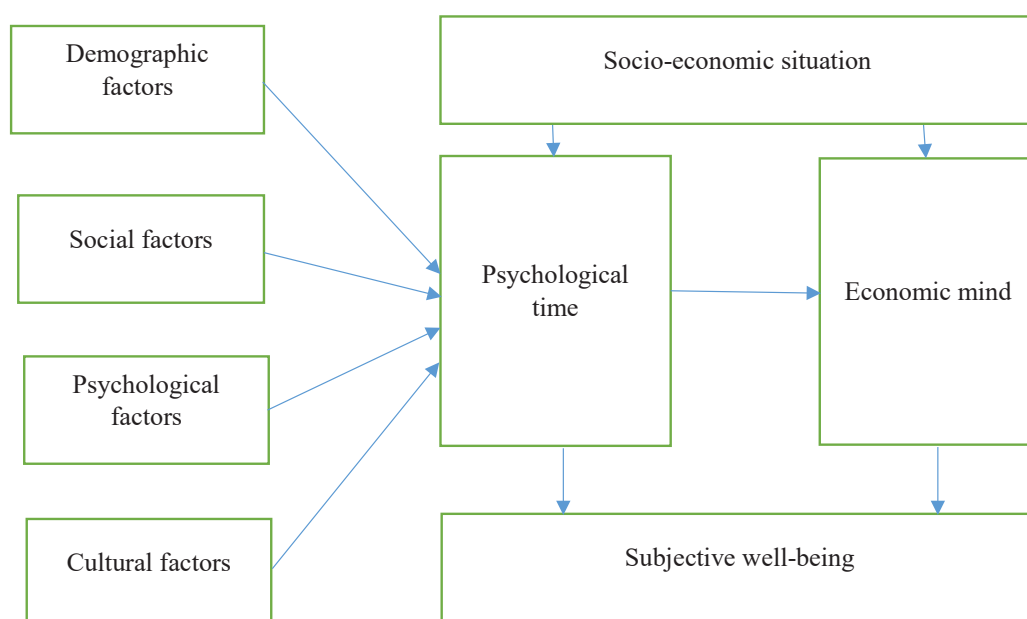 Demographic
factors
Socio-economic situation
Social factors
Psychological
time
Economic mind
Psychological
factors
Cultural factors
Subjective well-being